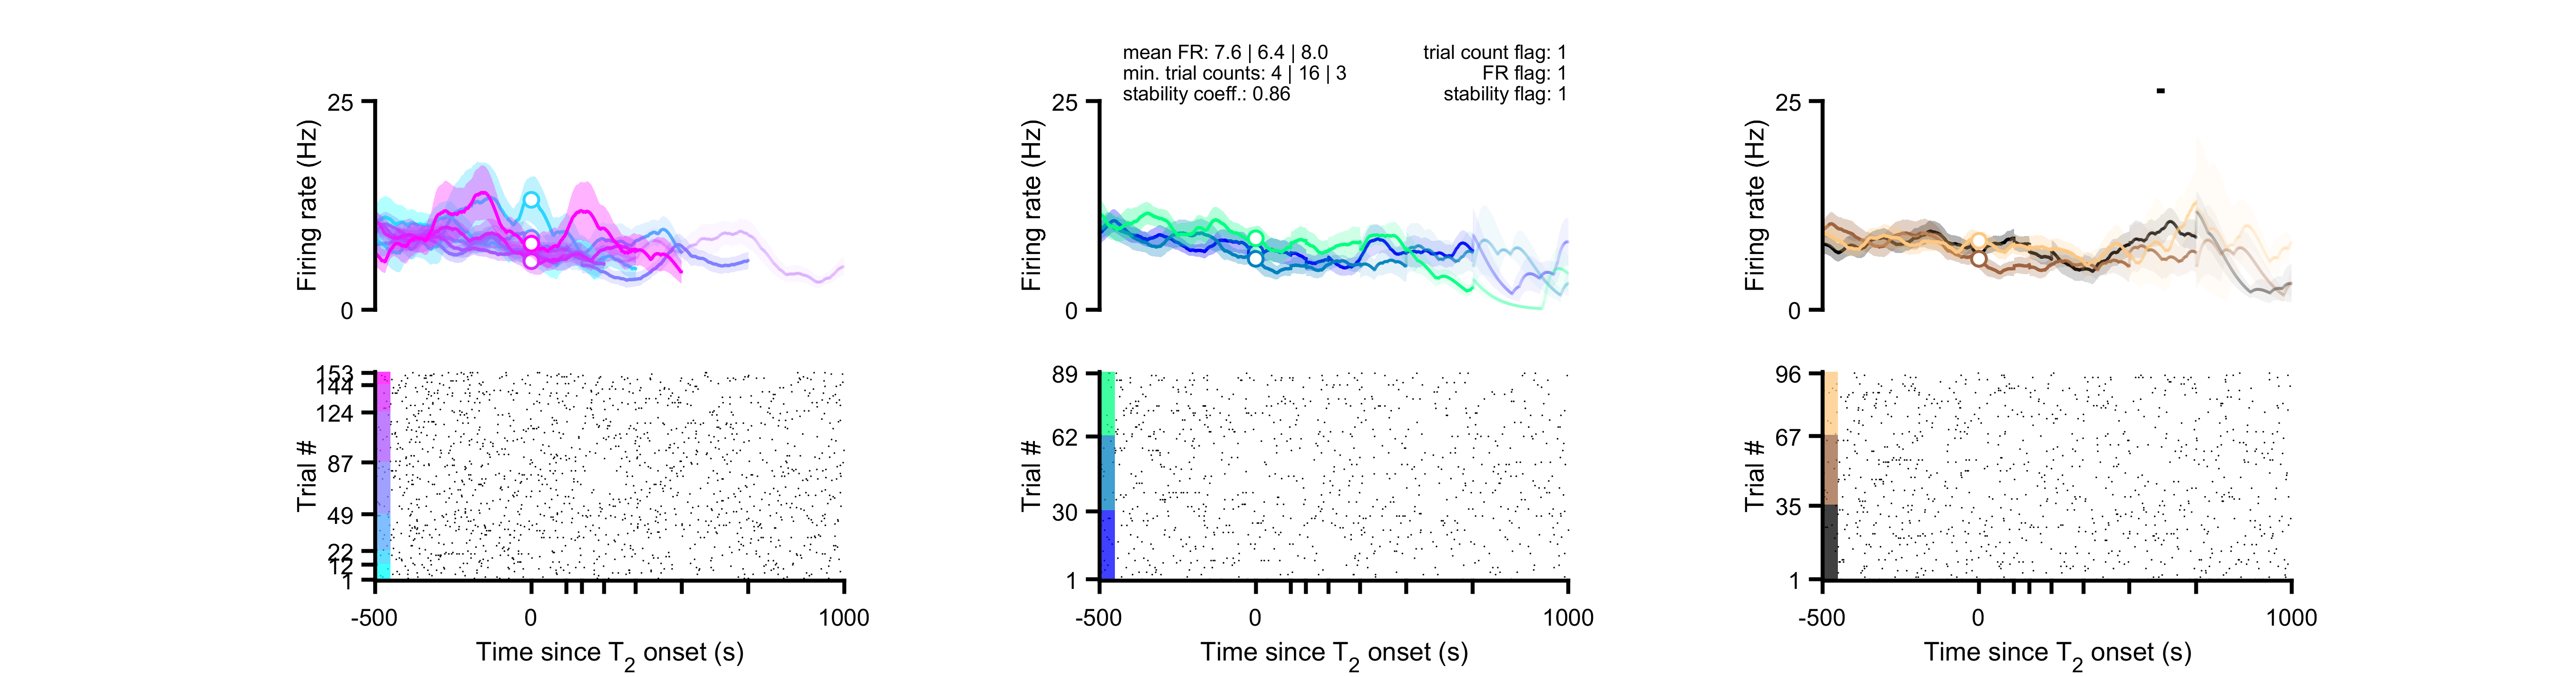 mean FR: 7.6 | 6.4 | 8.0
min. trial counts: 4 | 16 | 3
stability coeff.: 0.86
trial count flag: 1
FR flag: 1
stability flag: 1
25
Firing rate (Hz)
0
25
Firing rate (Hz)
0
25
Firing rate (Hz)
0
153
144
124
87
49
22
12
1
Trial #
-500
0
1000
Time since T2 onset (s)
89
62
30
1
Trial #
-500
0
1000
Time since T2 onset (s)
96
67
35
1
Trial #
-500
0
1000
Time since T2 onset (s)